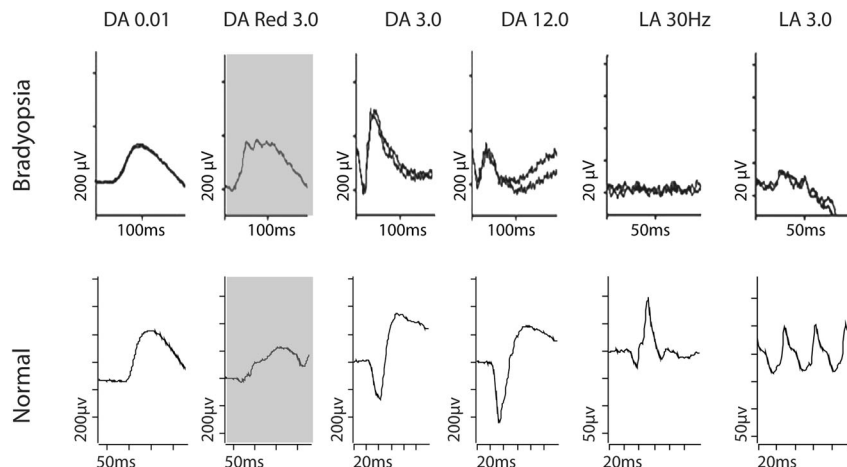 DA 0.01 DA Red 3.0 DA 3.0 DA 12.0 LA 30Hz LA 3.0
Bradyopsia
200 µV 200 µV 200 µV 200 µV 20 µV 20 µV
100ms 100ms 100ms 100ms 50ms 50ms
Normal
200µv 200µv 200µv 200µv 50µv 50µv
50ms 50ms 20ms 20ms 20ms 20ms